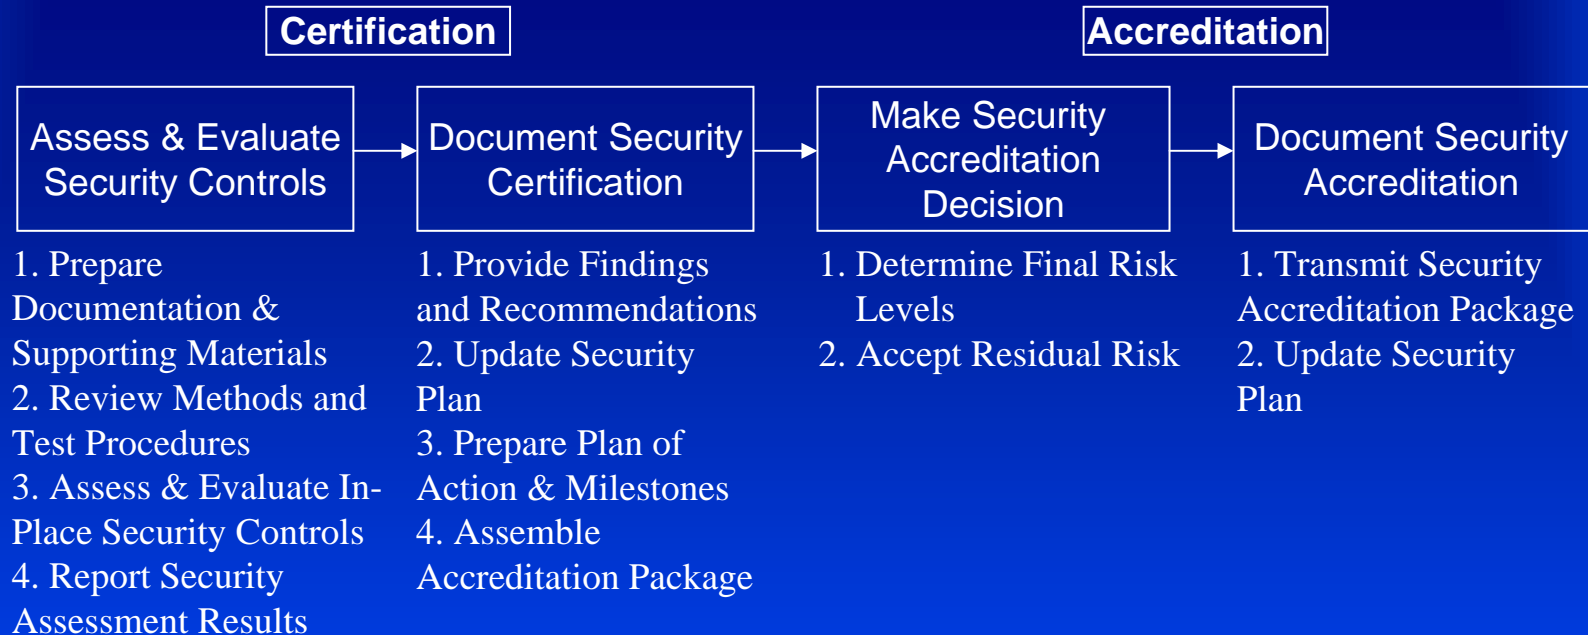 Certification
Accreditation
Assess & Evaluate
Security Controls
Document Security
Certification
Make Security
Accreditation
Decision
Document Security
Accreditation
1. Prepare
Documentation &
Supporting Materials
2. Review Methods and
Test Procedures
3. Assess & Evaluate In-
Place Security Controls
4. Report Security
Assessment Results
1. Provide Findings
and Recommendations
2. Update Security
Plan
3. Prepare Plan of
Action & Milestones
4. Assemble
Accreditation Package
1. Determine Final Risk
Levels
2. Accept Residual Risk
1. Transmit Security
Accreditation Package
2. Update Security
Plan